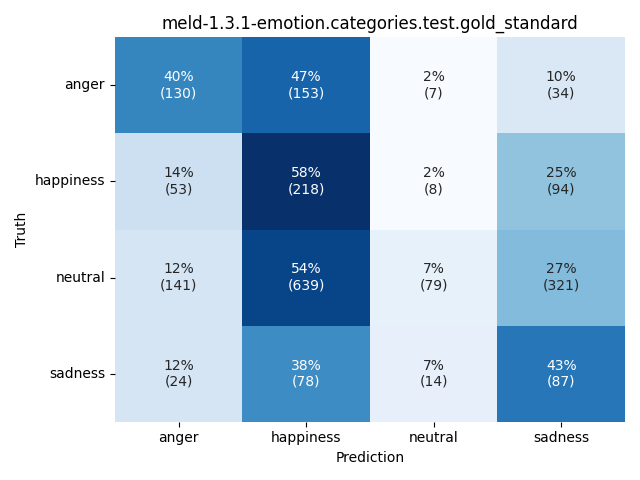 meld-1.3.1-emotion.categories.test.gold_standard
anger
40%
(130)
47%
(153)
2%
(7)
10%
(34)
happiness
14%
(53)
58%
(218)
2%
(8)
25%
(94)
Truth
neutral
12%
(141)
54%
(639)
7%
(79)
27%
(321)
sadness
12%
(24)
38%
(78)
7%
(14)
43%
(87)
anger
happiness
neutral
sadness
Prediction